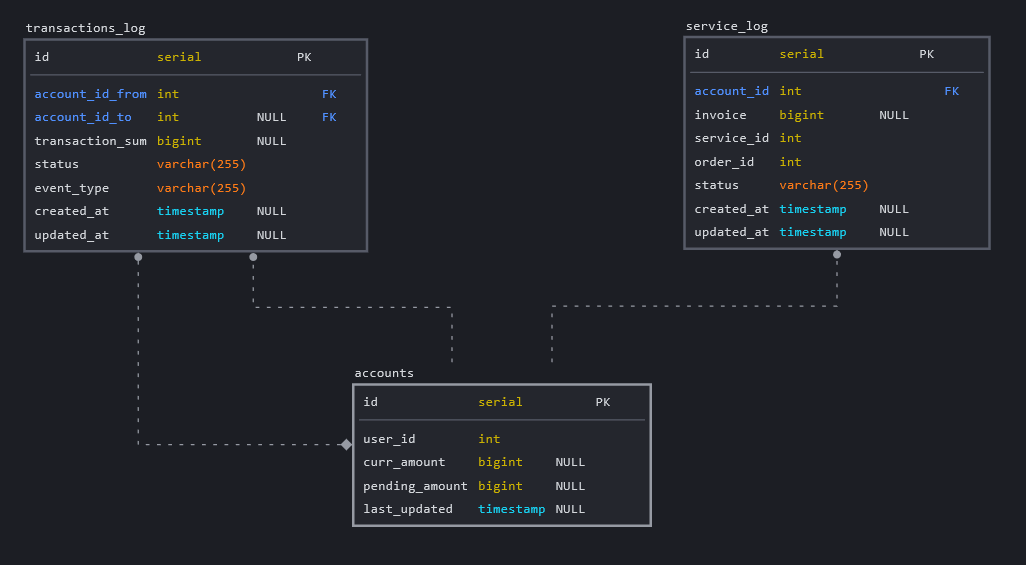 transactions_log
id serial PK
account_id_from int FK
account_id_to int NULL FK
transaction_sum bigint NULL
status varchar(255)
event_type varchar(255)
created_at timestamp NULL
updated_at timestamp NULL
service_log
id serial PK
account_id int FK
invoice bigint NULL
service_id int
order_id int
status varchar(255)
created_at timestamp NULL
updated_at timestamp NULL
accounts
id serial PK
user_id int
curr_amount bigint NULL
pending_amount bigint NULL
last_updated timestamp NULL